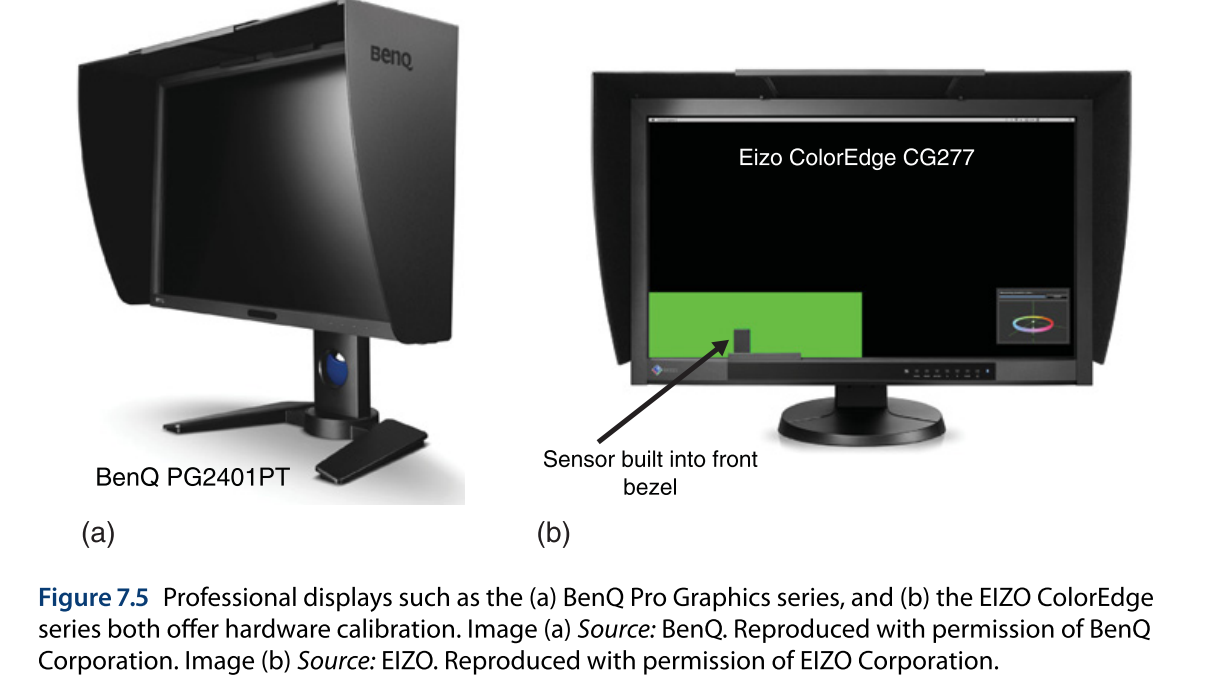 BenQ
Eizo ColorEdge CG277
Sensor built into front
bezel
BenQ PG2401PT
(a)
(b)
Figure 7.5 Professional displays such as the (a) BenQ Pro Graphics series, and (b) the EIZO ColorEdge
series both offer hardware calibration. Image (a) Source: BenQ. Reproduced with permission of BenQ
Corporation. Image (b) Source: EIZO. Reproduced with permission of EIZO Corporation.